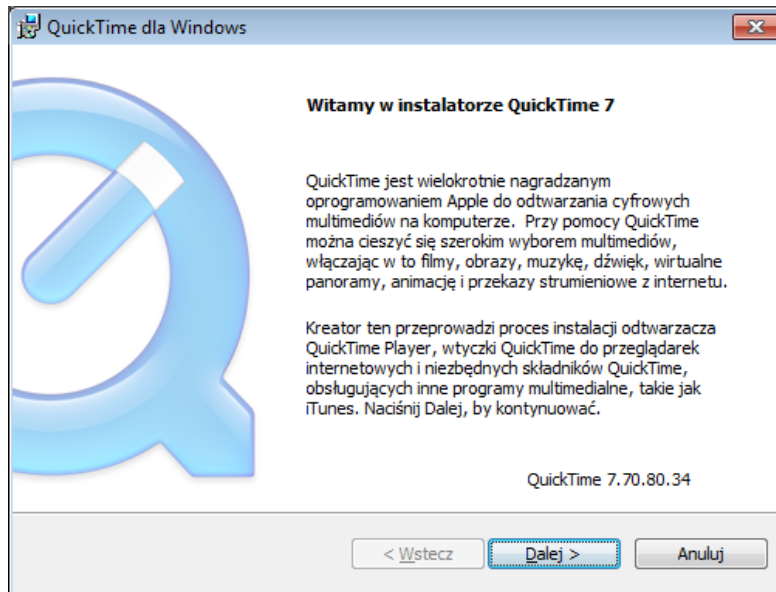 QuickTime dla Windows
Witamy w instalatorze QuickTime 7
QuickTime jest wielokrotnie nagradzanym
oprogramowaniem Apple do odtwarzania cyfrowych
multimediów na komputerze.  Przy pomocy QuickTime
można cieszyć się szerokim wyborem multimediów,
włączając w to filmy, obrazy, muzykę, dźwięk, wirtualne
panoramy, animację i przekazy strumieniowe z internetu.
Kreator ten przeprowadzi proces instalacji odtwarzacza
QuickTime Player, wtyczki QuickTime do przeglądarek
internetowych i niezbędnych składników QuickTime,
obsługujących inne programy multimedialne, takie jak
iTunes. Naciśnij Dalej, by kontynuować.
QuickTime 7.70.80.34
< Wstecz
Dalej >
Anuluj